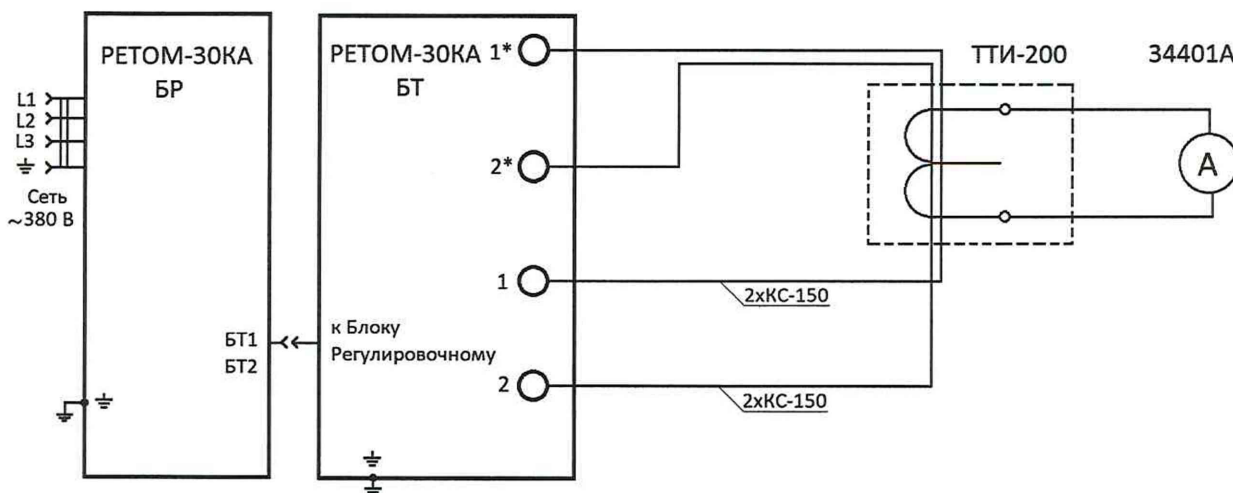 РЕТОМ-30КА
БР
L1
L2
L3
Сеть
~380 В
БТ1
БТ2
РЕТОМ-30КА
БТ
1*
2*
1
2
к Блоку
Регулировочному
2хКС-150
2хКС-150
ТТИ-200
34401А
А